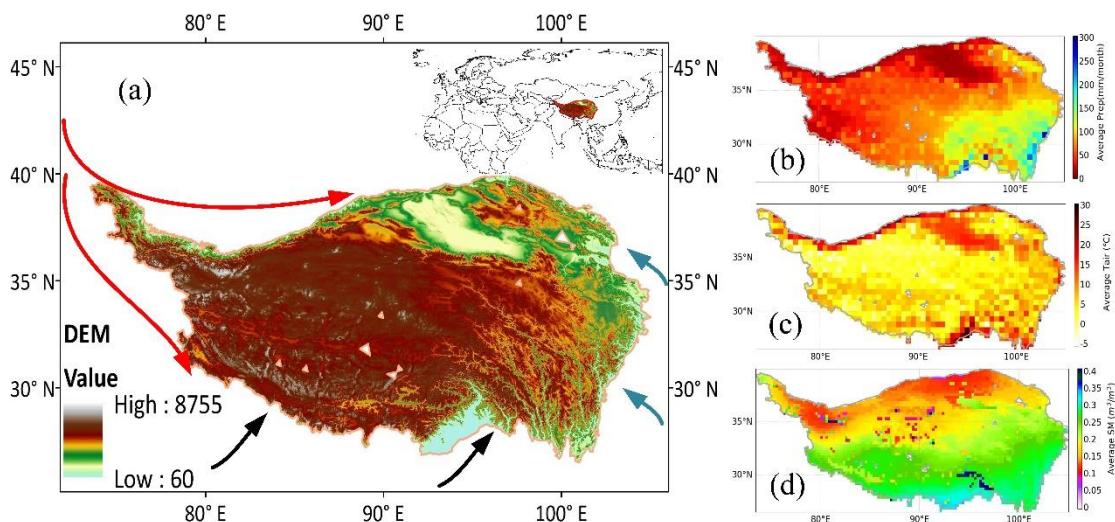 80° E 90° E 100° E
45° N
45° N
(a)
40° N
40° N
35° N
35° N
30° N
30° N
DEM
Value
High : 8755
Low : 60
80° E 90° E 100° E
35°N
30°N
(b)
80°E 90°E 100°E
300
250
200
150
100
50
0
Average Prep(mm/month)
35°N
30°N
(c)
80°E 90°E 100°E
30
25
20
15
10
5
0
-5
Average Tair (°C)
35°N
30°N
(d)
80°E 90°E 100°E
0.4
0.35
0.3
0.25
0.2
0.15
0.1
0.05
0
Average SM (m³/m³)